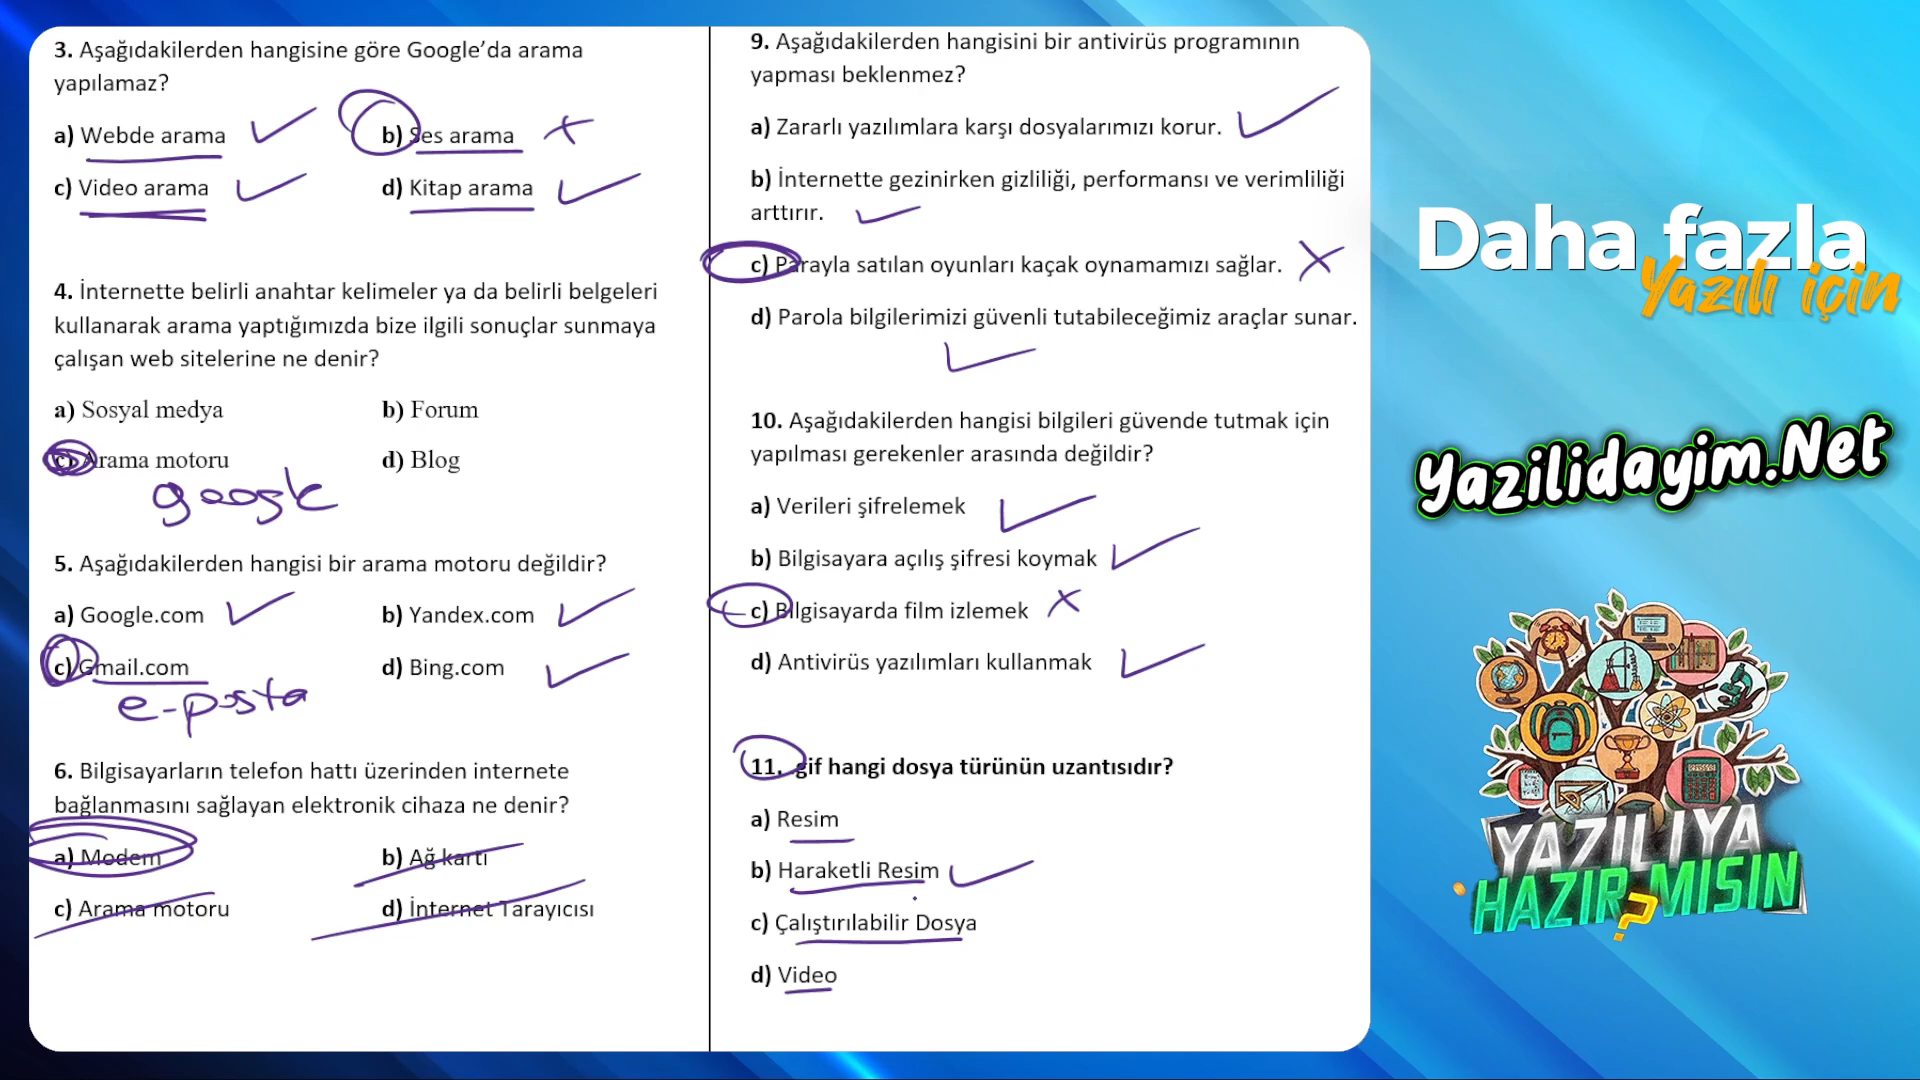 3. Aşağıdakilerden hangisine göre Google’da arama
yapılamaz?
a) Webde arama
b) Ses arama
c) Video arama
d) Kitap arama
4. İnternette belirli anahtar kelimeler ya da belirli belgeleri
kullanarak arama yaptığımızda bize ilgili sonuçlar sunmaya
çalışan web sitelerine ne denir?
a) Sosyal medya
b) Forum
c) Arama motoru
d) Blog
google
5. Aşağıdakilerden hangisi bir arama motoru değildir?
a) Google.com
b) Yandex.com
c) Gmail.com
d) Bing.com
e-posta
6. Bilgisayarların telefon hattı üzerinden internete
bağlanmasını sağlayan elektronik cihaza ne denir?
a) Modem
b) Ağ kartı
c) Arama motoru
d) İnternet Tarayıcısı
9. Aşağıdakilerden hangisini bir antivirüs programının
yapması beklenmez?
a) Zararlı yazılımlara karşı dosyalarımızı korur.
b) İnternette gezinirken gizliliği, performansı ve verimliliği
arttırır.
c) Parayla satılan oyunları kaçak oynamamızı sağlar.
d) Parola bilgilerimizi güvenli tutabileceğimiz araçlar sunar.
10. Aşağıdakilerden hangisi bilgileri güvende tutmak için
yapılması gerekenler arasında değildir?
a) Verileri şifrelemek
b) Bilgisayara açılış şifresi koymak
c) Bilgisayarda film izlemek
d) Antivirüs yazılımları kullanmak
11. .gif hangi dosya türünün uzantısıdır?
a) Resim
b) Haraketli Resim
c) Çalıştırılabilir Dosya
d) Video
Daha fazla
Yazılı için
Yazilidayim.Net
YAZILIYA
HAZIR MISIN
?